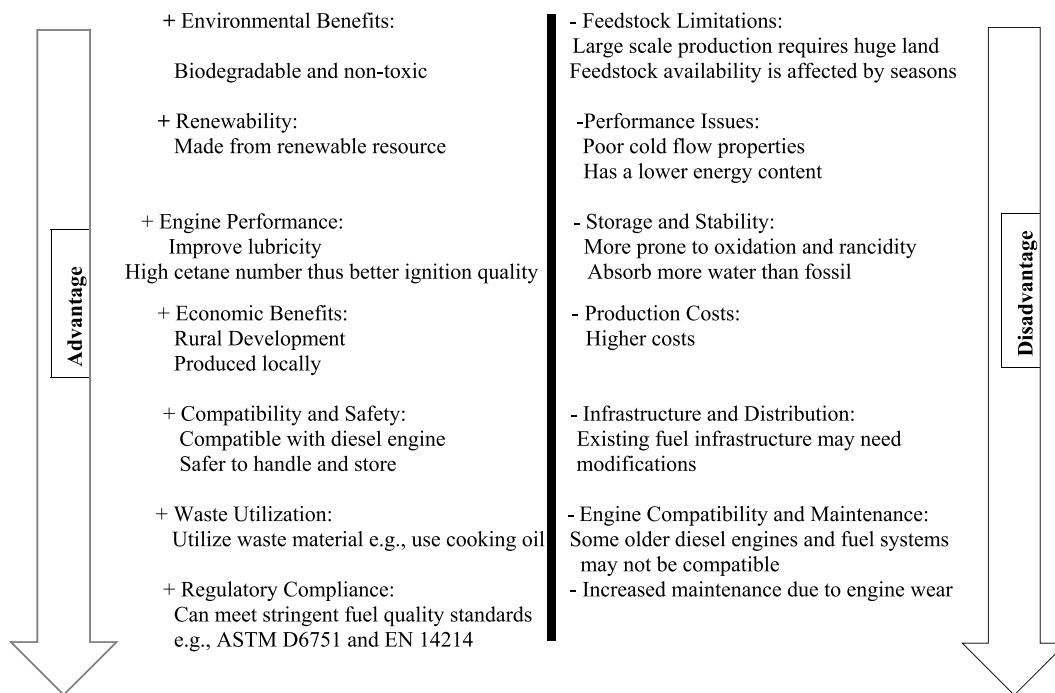 Advantage
+ Environmental Benefits:
Biodegradable and non-toxic
+ Renewability:
Made from renewable resource
+ Engine Performance:
Improve lubricity
High cetane number thus better ignition quality
+ Economic Benefits:
Rural Development
Produced locally
+ Compatibility and Safety:
Compatible with diesel engine
Safer to handle and store
+ Waste Utilization:
Utilize waste material e.g., use cooking oil
+ Regulatory Compliance:
Can meet stringent fuel quality standards
e.g., ASTM D6751 and EN 14214
- Feedstock Limitations:
Large scale production requires huge land
Feedstock availability is affected by seasons
-Performance Issues:
Poor cold flow properties
Has a lower energy content
- Storage and Stability:
More prone to oxidation and rancidity
Absorb more water than fossil
- Production Costs:
Higher costs
- Infrastructure and Distribution:
Existing fuel infrastructure may need
modifications
- Engine Compatibility and Maintenance:
Some older diesel engines and fuel systems
may not be compatible
- Increased maintenance due to engine wear
Disadvantage